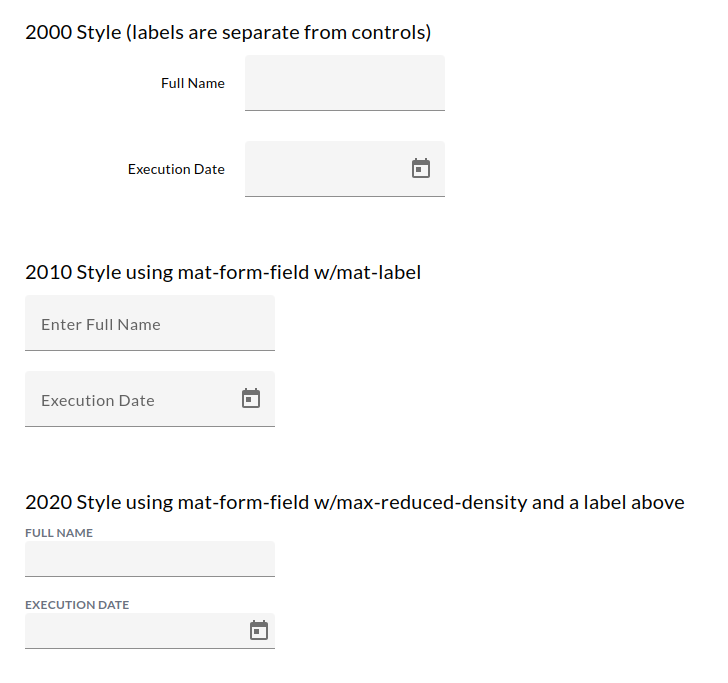 2000 Style (labels are separate from controls)
Full Name
Execution Date
2010 Style using mat-form-field w/mat-label
Enter Full Name
Execution Date
2020 Style using mat-form-field w/max-reduced-density and a label above
FULL NAME
EXECUTION DATE